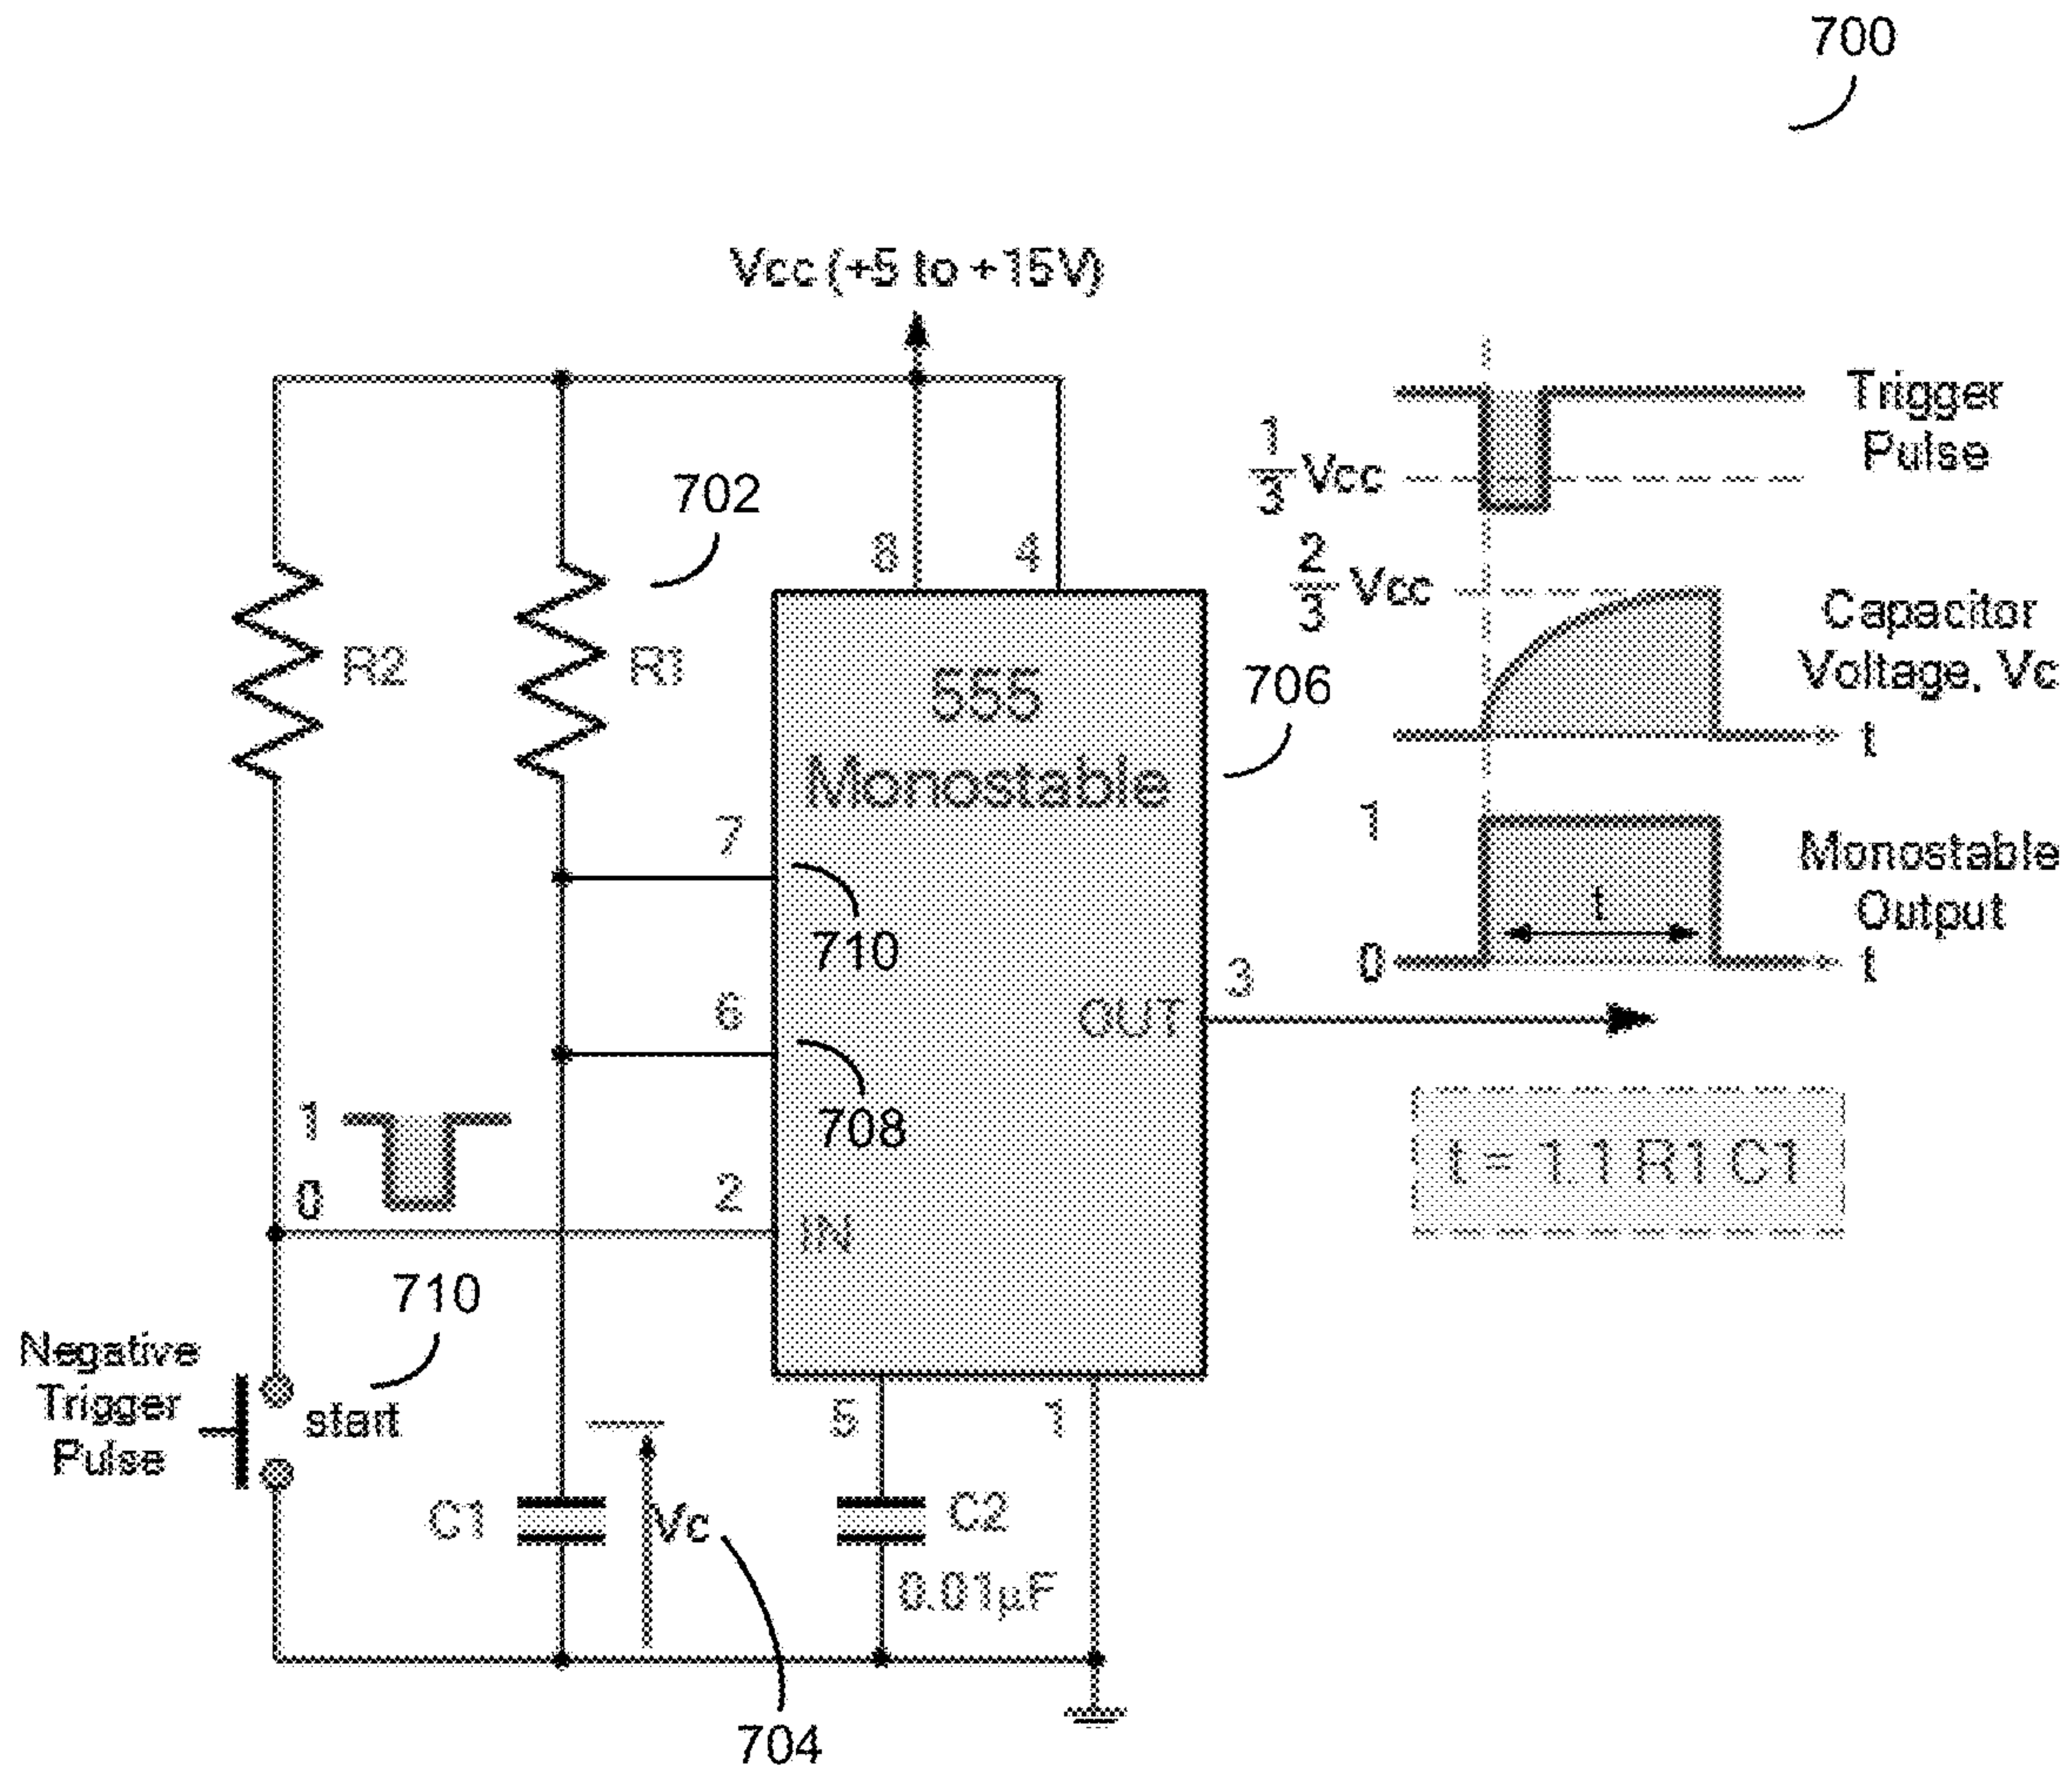 700
Vcc (+5 to +15V)
Trigger
Pulse
1
3
Vcc
702
8
4
2
3
Vcc
Capacitor
Voltage, Vc
t
R2
R1
555
Monostable
706
7
710
1
Monostable
Output
t
0
t
6
708
OUT
3
1
0
2
IN
t = 1.1 R1 C1
710
Negative
Trigger
Pulse
start
5
1
C1
Vc
C2
0.01µF
704